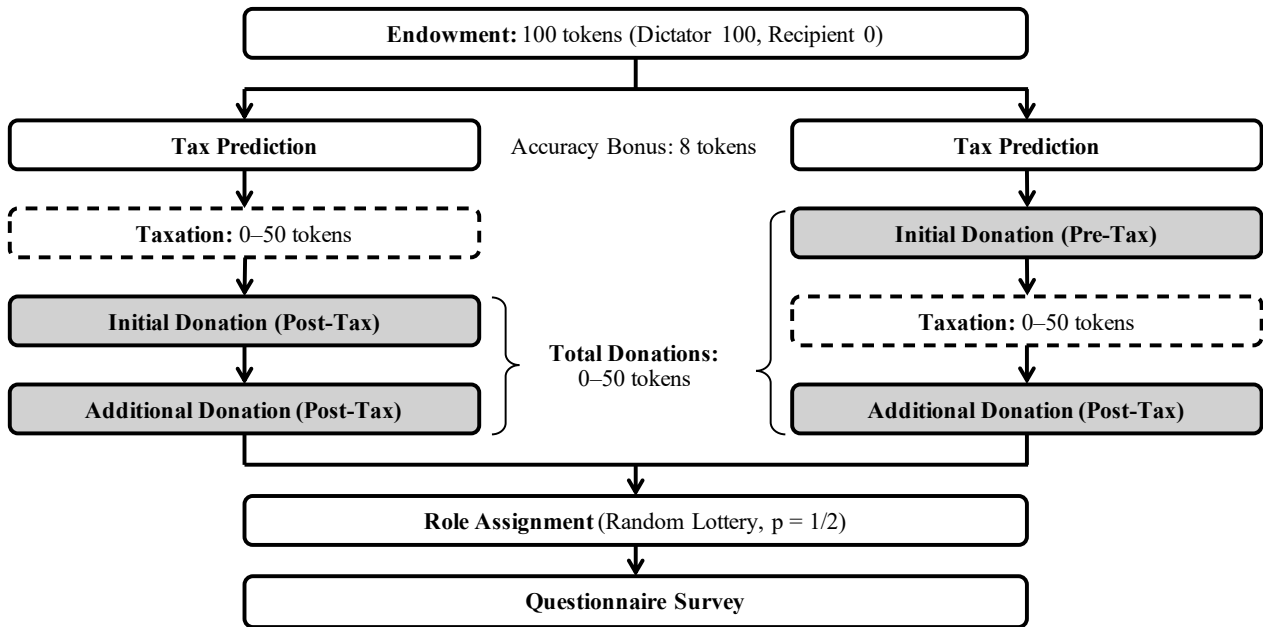 Endowment: 100 tokens (Dictator 100, Recipient 0)
Tax Prediction
Accuracy Bonus: 8 tokens
Tax Prediction
Taxation: 0–50 tokens
Initial Donation (Pre-Tax)
Initial Donation (Post-Tax)
Taxation: 0–50 tokens
Total Donations:
0–50 tokens
Additional Donation (Post-Tax)
Additional Donation (Post-Tax)
Role Assignment (Random Lottery, p = 1/2)
Questionnaire Survey